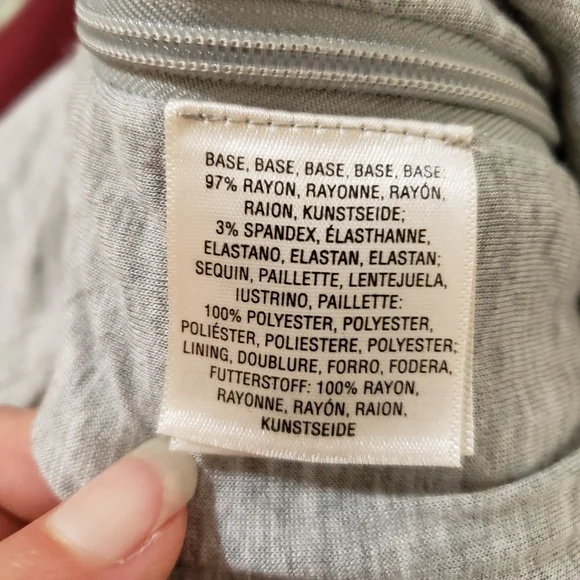 BASE, BASE, BASE, BASE, BASE:
97% RAYON, RAYONNE, RAYÓN,
RAION, KUNSTSEIDE;
3% SPANDEX, ÉLASTHANNE,
ELASTANO, ELASTAN, ELASTAN;
SEQUIN, PAILLETTE, LENTEJUELA,
IUSTRINO, PAILLETTE:
100% POLYESTER, POLYESTER,
POLIÉSTER, POLIESTERE, POLYESTER;
LINING, DOUBLURE, FORRO, FODERA,
FUTTERSTOFF: 100% RAYON,
RAYONNE, RAYÓN, RAION,
KUNSTSEIDE